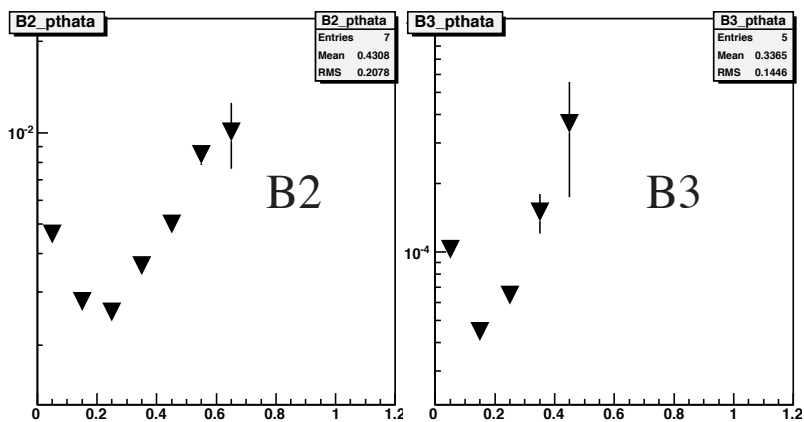 B2_pthata
B2_pthata
Entries 7
Mean 0.4308
RMS 0.2078
10-2
B2
0 0.2 0.4 0.6 0.8 1 1.2
B3_pthata
B3_pthata
Entries 5
Mean 0.3365
RMS 0.1446
B3
10-4
0 0.2 0.4 0.6 0.8 1 1.2